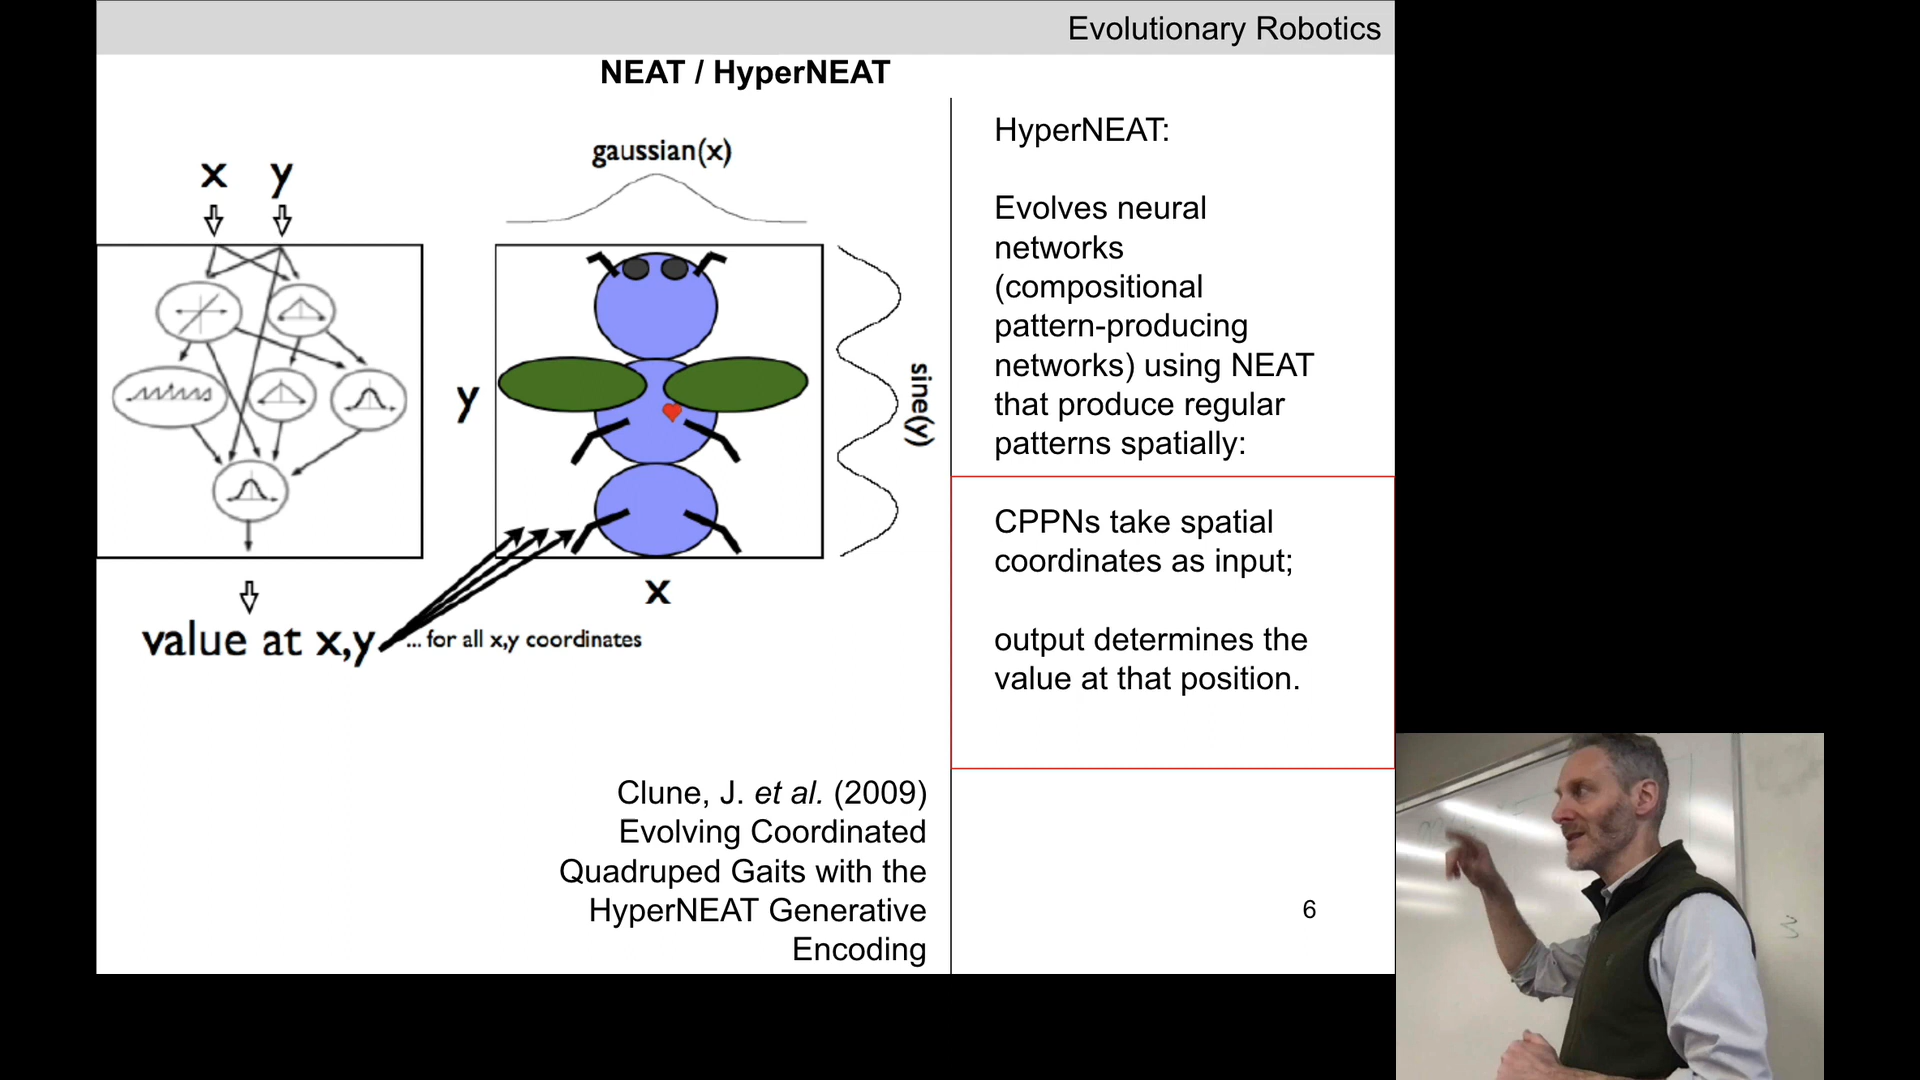 Evolutionary Robotics
NEAT / HyperNEAT
x y
gaussian(x)
y
sine(y)
x
value at x,y
... for all x,y coordinates
Clune, J. et al. (2009)
Evolving Coordinated
Quadruped Gaits with the
HyperNEAT Generative
Encoding
HyperNEAT:
Evolves neural
networks
(compositional
pattern-producing
networks) using NEAT
that produce regular
patterns spatially:
CPPNs take spatial
coordinates as input;
output determines the
value at that position.
6
3